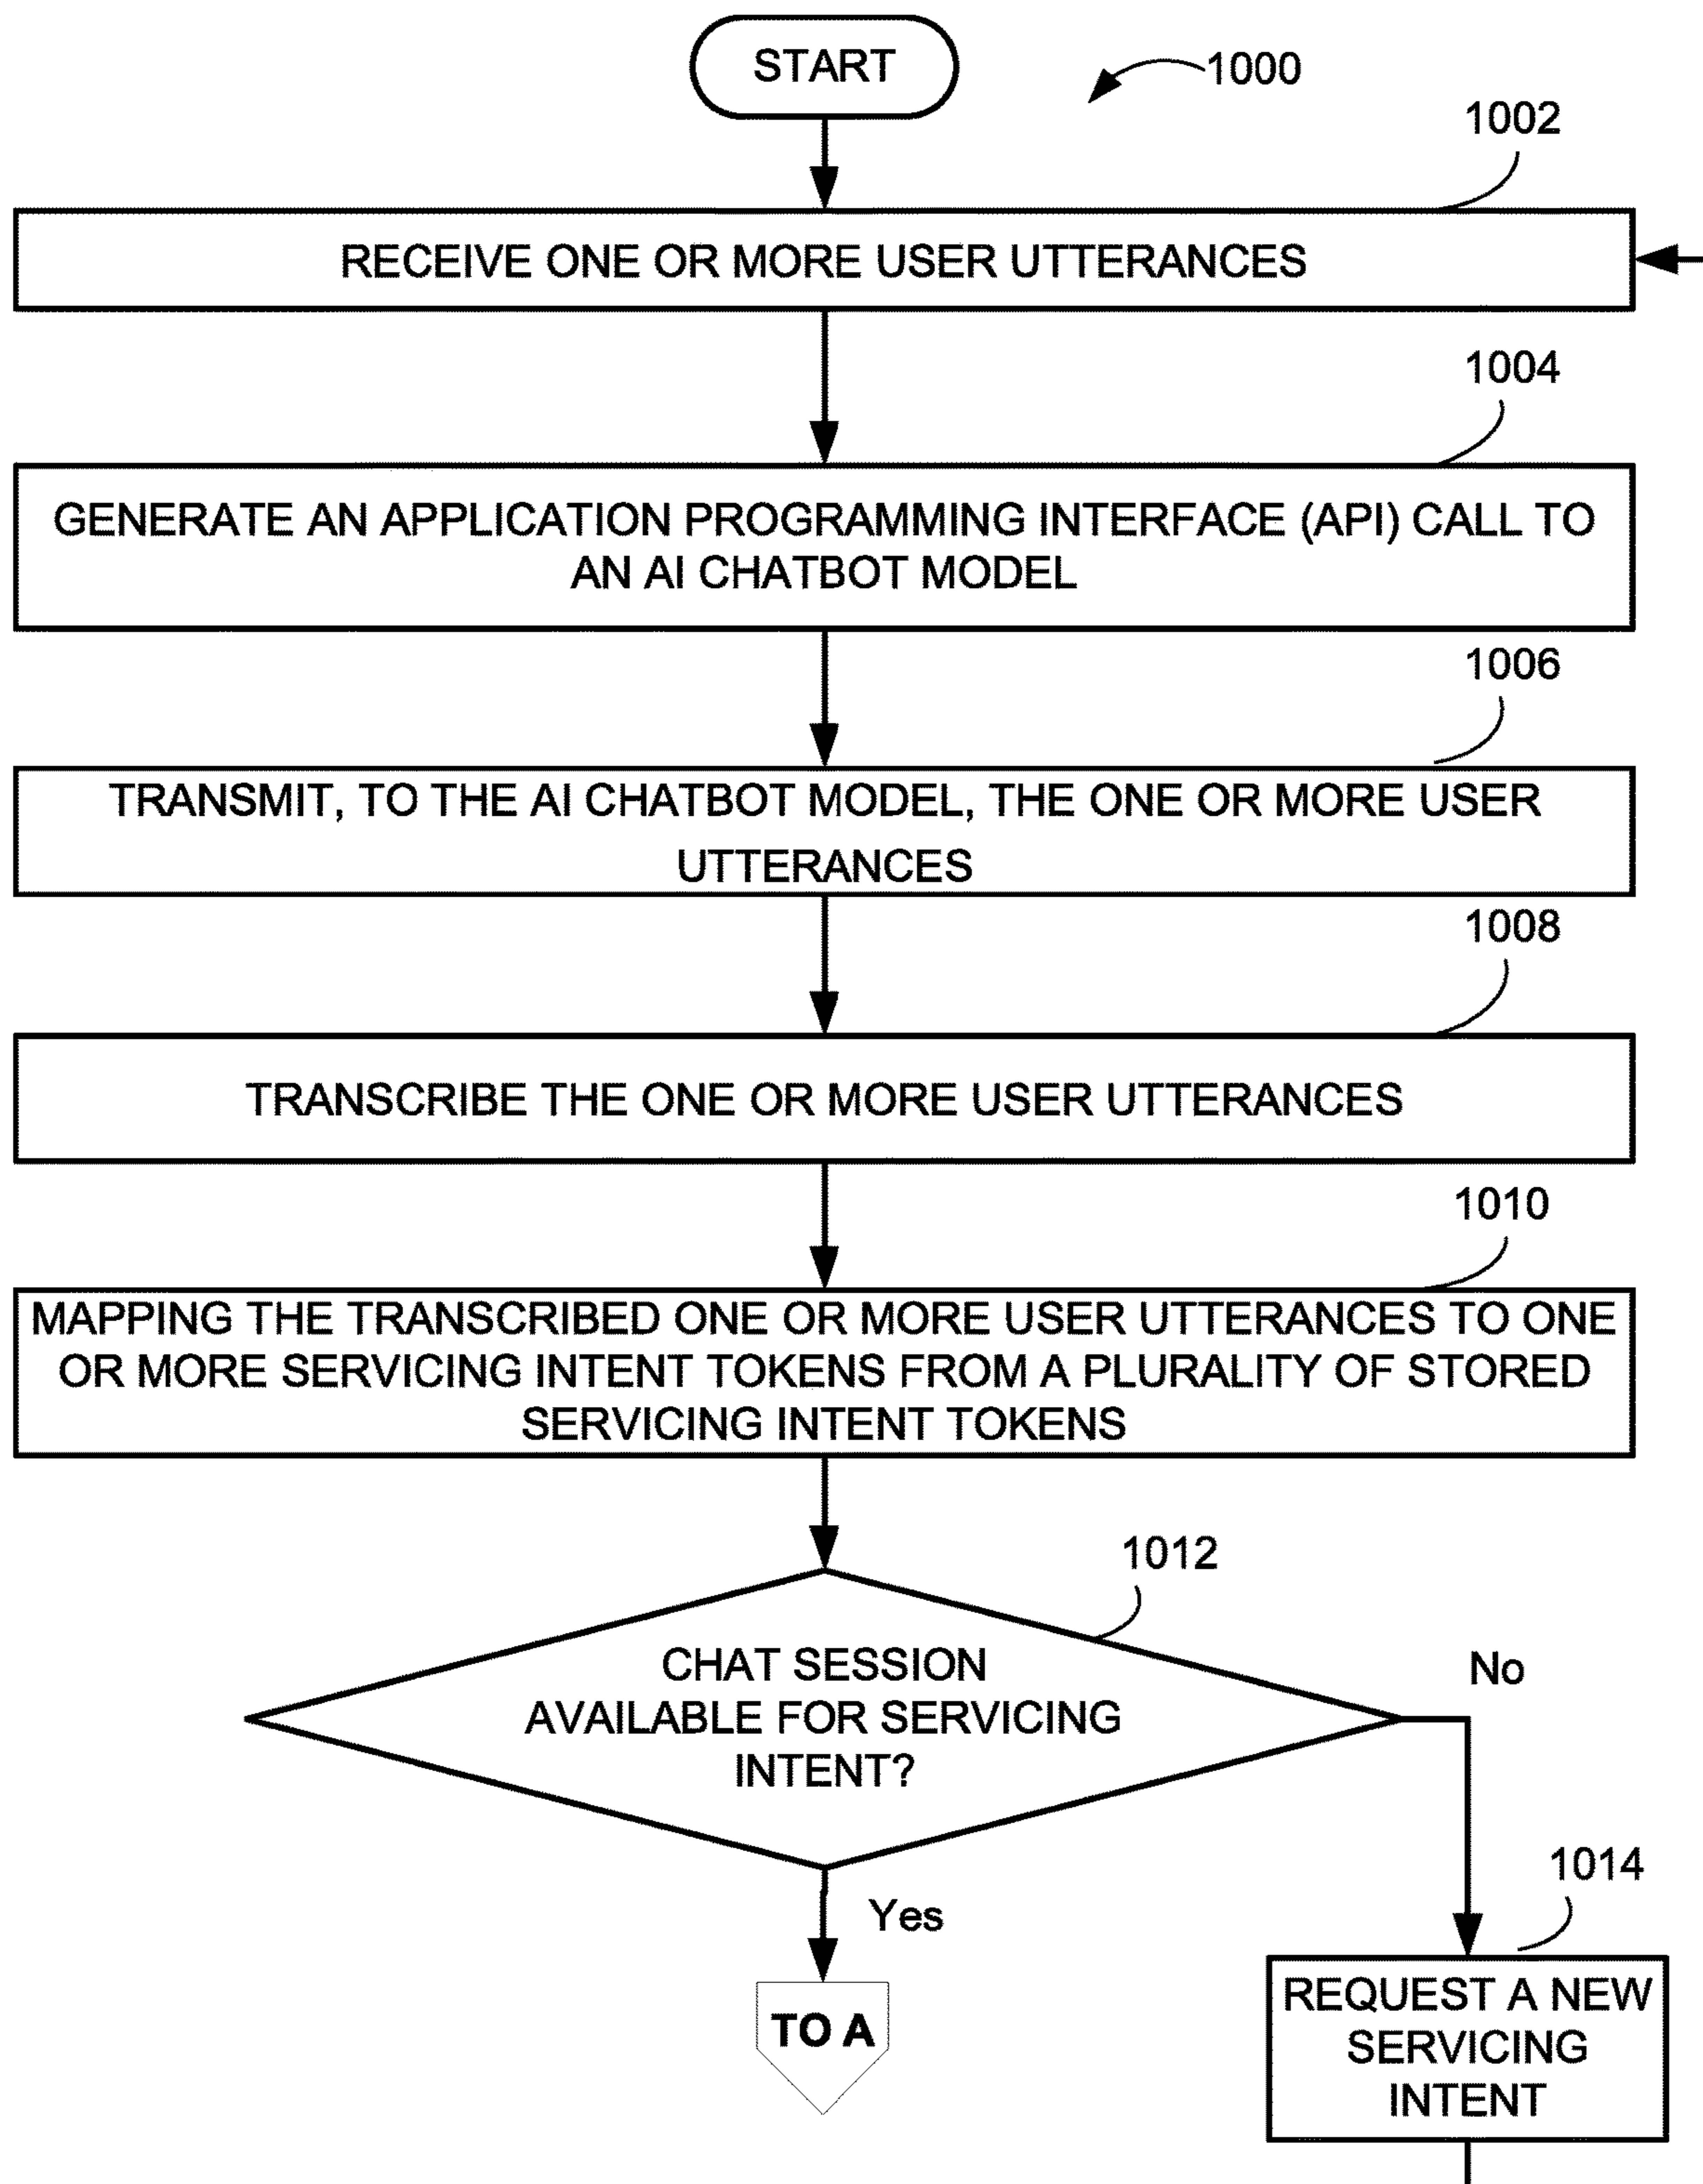 START
1000
1002
RECEIVE ONE OR MORE USER UTTERANCES
1004
GENERATE AN APPLICATION PROGRAMMING INTERFACE (API) CALL TO
AN AI CHATBOT MODEL
1006
TRANSMIT, TO THE AI CHATBOT MODEL, THE ONE OR MORE USER
UTTERANCES
1008
TRANSCRIBE THE ONE OR MORE USER UTTERANCES
1010
MAPPING THE TRANSCRIBED ONE OR MORE USER UTTERANCES TO ONE
OR MORE SERVICING INTENT TOKENS FROM A PLURALITY OF STORED
SERVICING INTENT TOKENS
1012
CHAT SESSION
AVAILABLE FOR SERVICING
INTENT?
No
Yes
TO A
1014
REQUEST A NEW
SERVICING
INTENT